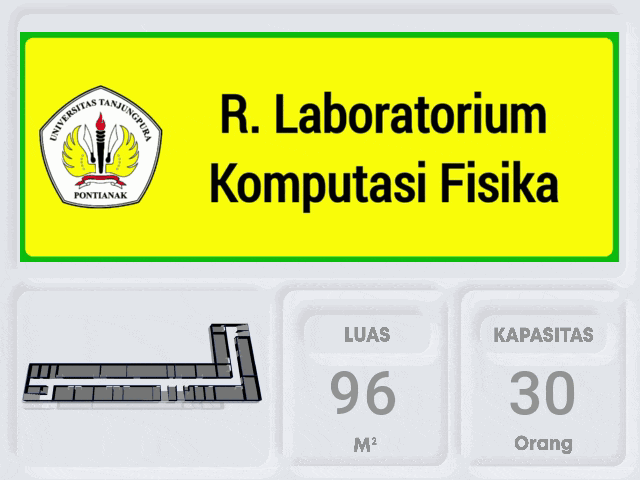 UNIVERSITAS TANJUNGPURA
PONTIANAK
R. Laboratorium
Komputasi Fisika
LUAS
96
M²
KAPASITAS
30
Orang